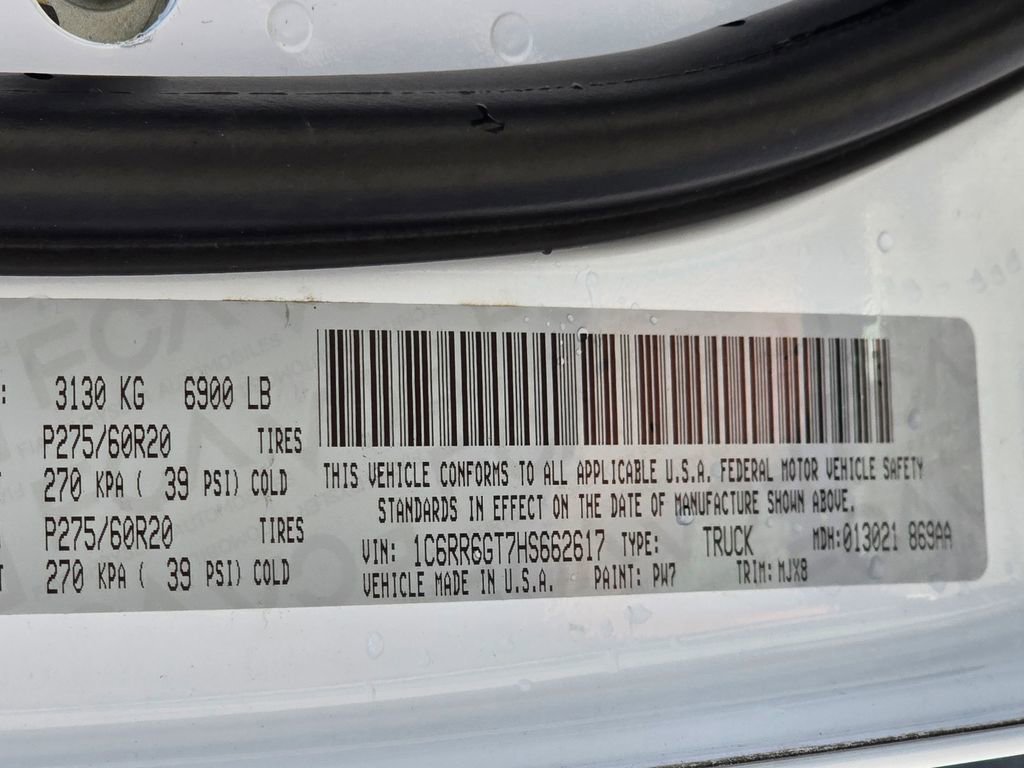 : 3130 KG 6900 LB
P275/60R20 TIRES
270 KPA ( 39 PSI) COLD
P275/60R20 TIRES
270 KPA ( 39 PSI) COLD
THIS VEHICLE CONFORMS TO ALL APPLICABLE U.S.A. FEDERAL MOTOR VEHICLE SAFETY
STANDARDS IN EFFECT ON THE DATE OF MANUFACTURE SHOWN ABOVE.
VIN: 1C6RR6GT7HS662617 TYPE: TRUCK MDH:013021 869AA
VEHICLE MADE IN U.S.A. PAINT: PW7 TRIM: MJX8